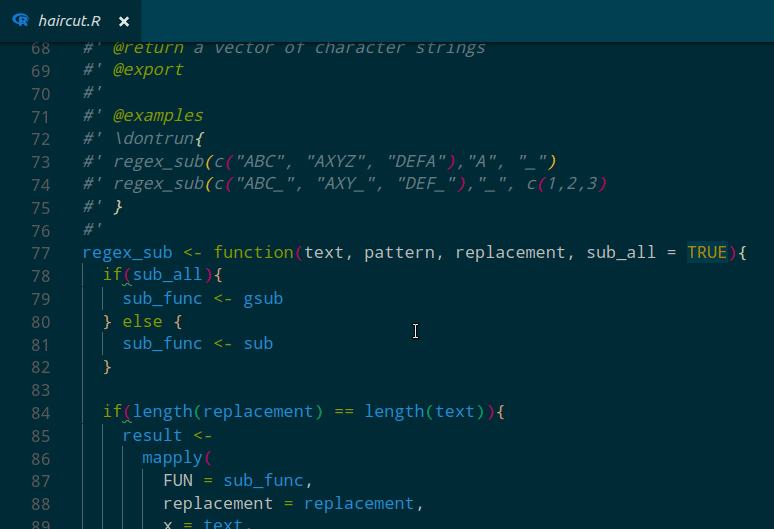 haircut.R
68 #' @return a vector of character strings
69 #' @export
70 #'
71 #' @examples
72 #' \dontrun{
73 #' regex_sub(c("ABC", "AXYZ", "DEFA"),"A", "_")
74 #' regex_sub(c("ABC_", "AXY_", "DEF_"),"_", c(1,2,3)
75 #' }
76 #'
77 regex_sub <- function(text, pattern, replacement, sub_all = TRUE){
78 if(sub_all){
79 sub_func <- gsub
80 } else {
81 sub_func <- sub
82 }
83
84 if(length(replacement) == length(text)){
85 result <-
86 mapply(
87 FUN = sub_func,
88 replacement = replacement,
89 x = text,